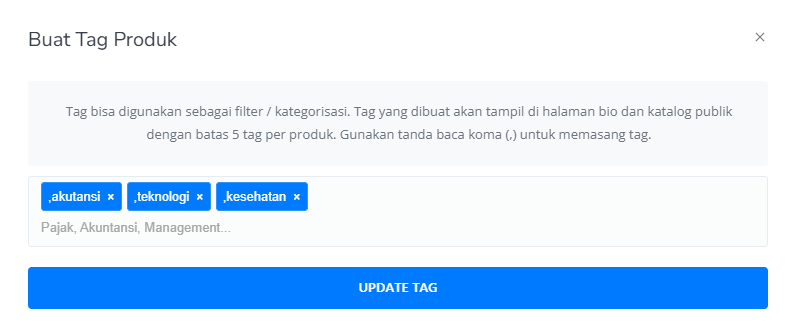 Buat Tag Produk ×
Tag bisa digunakan sebagai filter / kategorisasi. Tag yang dibuat akan tampil di halaman bio dan katalog publik
dengan batas 5 tag per produk. Gunakan tanda baca koma (,) untuk memasang tag.
,akutansi × ,teknologi × ,kesehatan ×
Pajak, Akuntansi, Management...
UPDATE TAG